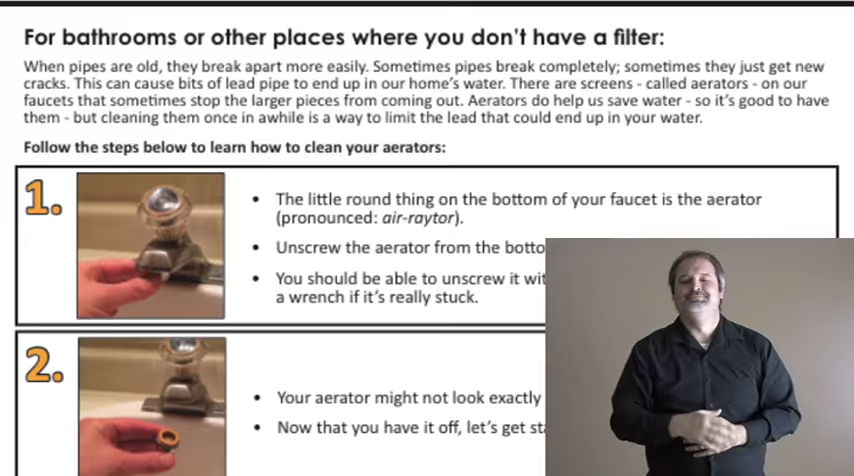 For bathrooms or other places where you don't have a filter:
When pipes are old, they break apart more easily. Sometimes pipes break completely; sometimes they just get new
cracks. This can cause bits of lead pipe to end up in our home's water. There are screens - called aerators - on our
faucets that sometimes stop the larger pieces from coming out. Aerators do help us save water - so it's good to have
them - but cleaning them once in awhile is a way to limit the lead that could end up in your water.
Follow the steps below to learn how to clean your aerators:
1.
• The little round thing on the bottom of your faucet is the aerator
(pronounced: air-raytor).
• Unscrew the aerator from the botto
• You should be able to unscrew it wit
a wrench if it's really stuck.
2.
• Your aerator might not look exactly
• Now that you have it off, let's get sta